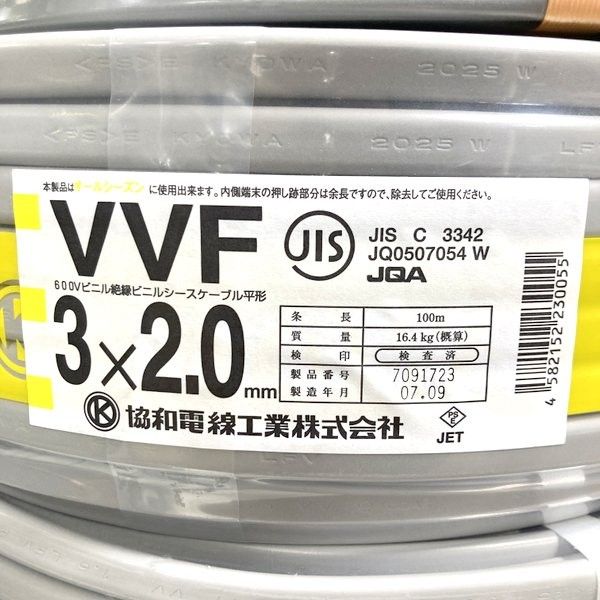 <PS>E KYOWA 2025 W
<PS>E KYOWA 2025 W LF
本製品はオールシーズンに使用出来ます。内側端末の押し跡部分は余長ですので、除去してご使用ください。
VVF
JIS
JIS C 3342
JQ0507054 W
JQA
600Vビニル絶縁ビニルシースケーブル平形
3×2.0mm
条長 100m
質量 16.4kg(概算)
検印 検査済
製品番号 7091723
製造年月 07.09
K 協和電線工業株式会社
PSE
JET
4582152230055
K